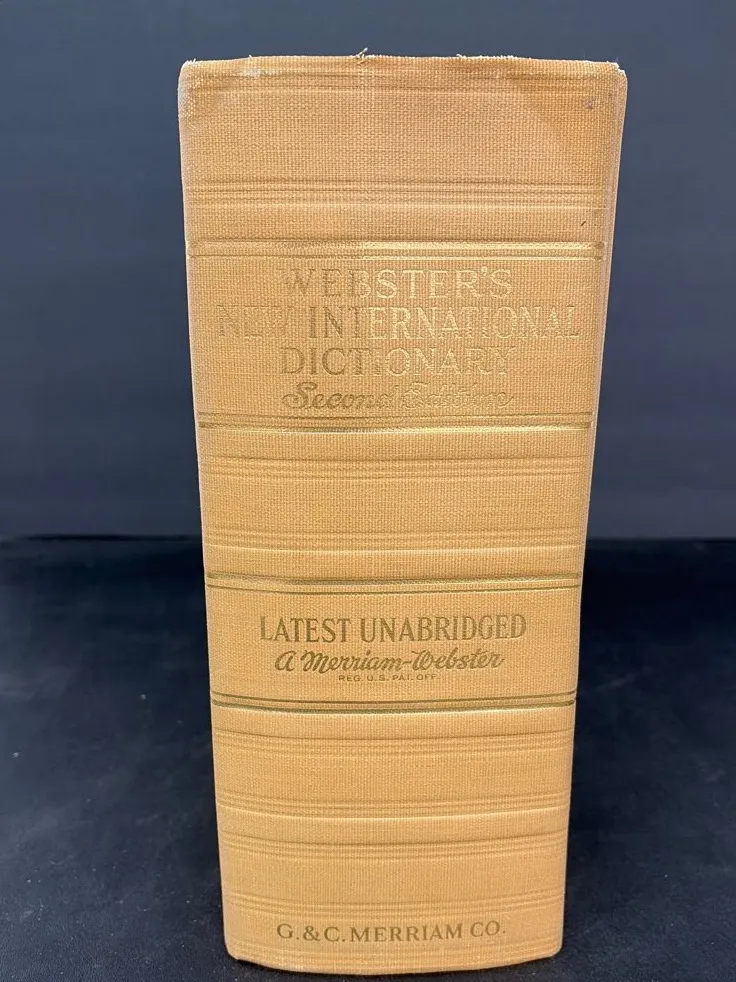 WEBSTER'S
NEW INTERNATIONAL
DICTIONARY
Second Edition
LATEST UNABRIDGED
A Merriam-Webster
REG. U.S. PAT. OFF.
G.&C. MERRIAM CO.